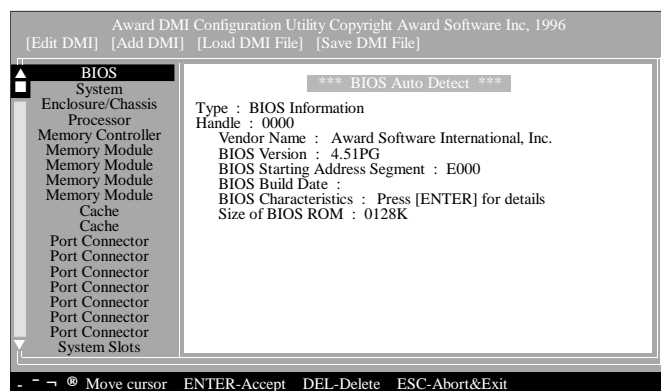 Award DMI Configuration Utility Copyright Award Software Inc, 1996
[Edit DMI] [Add DMI] [Load DMI File] [Save DMI File]
BIOS
System
Enclosure/Chassis
Processor
Memory Controller
Memory Module
Memory Module
Memory Module
Memory Module
Cache
Cache
Port Connector
Port Connector
Port Connector
Port Connector
Port Connector
Port Connector
Port Connector
System Slots
*** BIOS Auto Detect ***
Type : BIOS Information
Handle : 0000
Vendor Name : Award Software International, Inc.
BIOS Version : 4.51PG
BIOS Starting Address Segment : E000
BIOS Build Date :
BIOS Characteristics : Press [ENTER] for details
Size of BIOS ROM : 0128K
- ¯ ¬ ® Move cursor ENTER-Accept DEL-Delete ESC-Abort&Exit